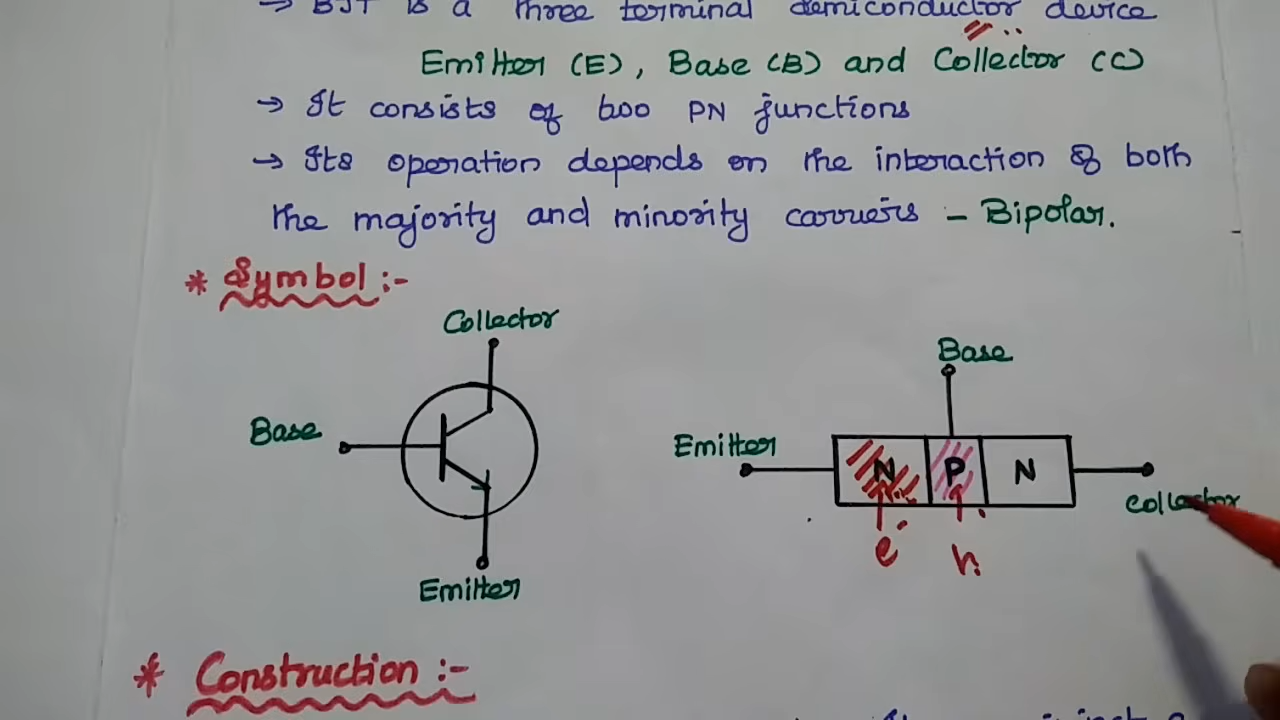 → BJT is a three terminal semiconductor device
Emitter (E), Base (B) and Collector (C)
→ It consists of two PN junctions
→ Its operation depends on the interaction of both
the majority and minority carriers – Bipolar.
* Symbol :-
Collector
Base
Emitter
Base
Emitter
N P N
Collector
e⁻ h
* Construction :-